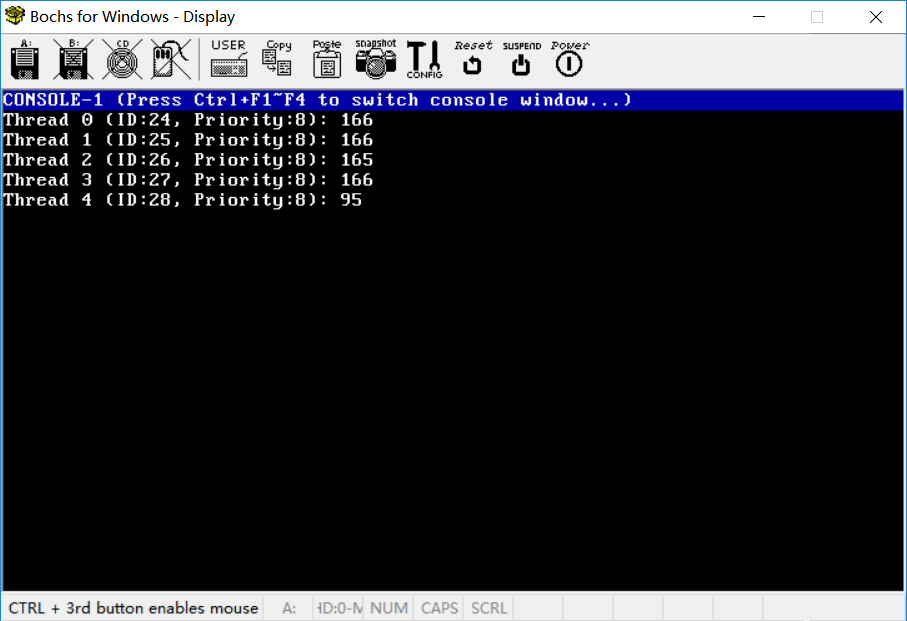 Bochs for Windows - Display
A: B: CD USER Copy Poste snapshot CONFIG Reset SUSPEND Power
CONSOLE-1 (Press Ctrl+F1~F4 to switch console window...)
Thread 0 (ID:24, Priority:8): 166
Thread 1 (ID:25, Priority:8): 166
Thread 2 (ID:26, Priority:8): 165
Thread 3 (ID:27, Priority:8): 166
Thread 4 (ID:28, Priority:8): 95
CTRL + 3rd button enables mouse A: HD:0-M NUM CAPS SCRL